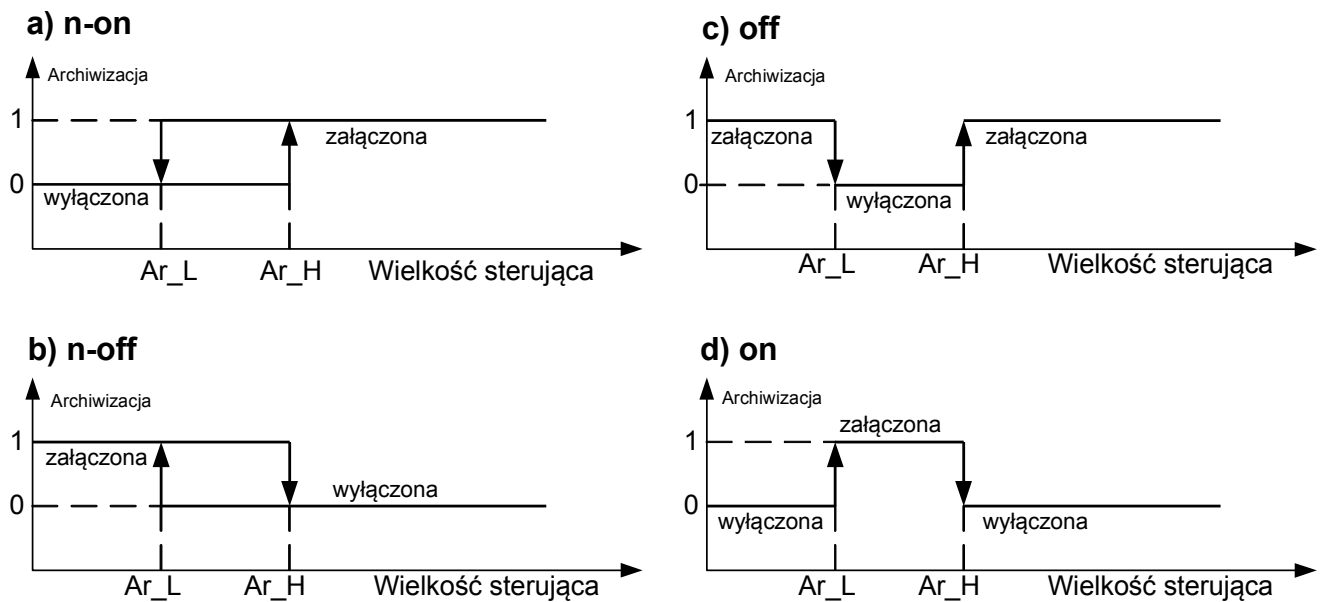 a) n-on
Archiwizacja
1
załączona
0
wyłączona
Ar_L
Ar_H
Wielkość sterująca
c) off
Archiwizacja
1
załączona
załączona
0
wyłączona
Ar_L
Ar_H
Wielkość sterująca
b) n-off
Archiwizacja
1
załączona
wyłączona
0
Ar_L
Ar_H
Wielkość sterująca
d) on
Archiwizacja
załączona
1
0
wyłączona
wyłączona
Ar_L
Ar_H
Wielkość sterująca